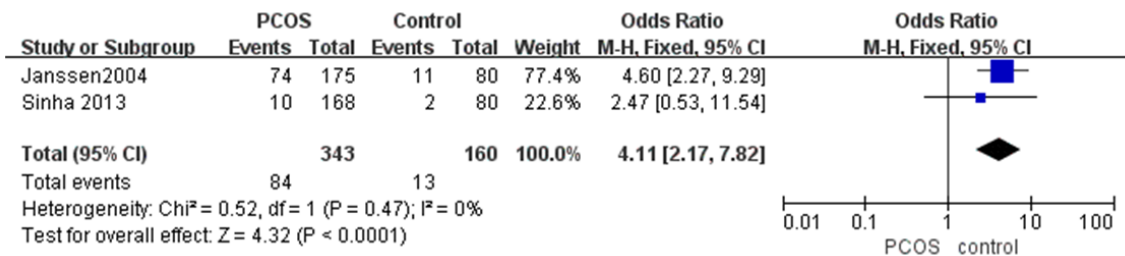 PCOS Control Odds Ratio Odds Ratio
Study or Subgroup Events Total Events Total Weight M-H, Fixed, 95% CI M-H, Fixed, 95% CI
Janssen2004 74 175 11 80 77.4% 4.60 [2.27, 9.29]
Sinha 2013 10 168 2 80 22.6% 2.47 [0.53, 11.54]
Total (95% CI) 343 160 100.0% 4.11 [2.17, 7.82]
Total events 84 13
Heterogeneity: Chi² = 0.52, df = 1 (P = 0.47); I² = 0%
Test for overall effect: Z = 4.32 (P < 0.0001)
0.01 0.1 1 10 100
PCOS control